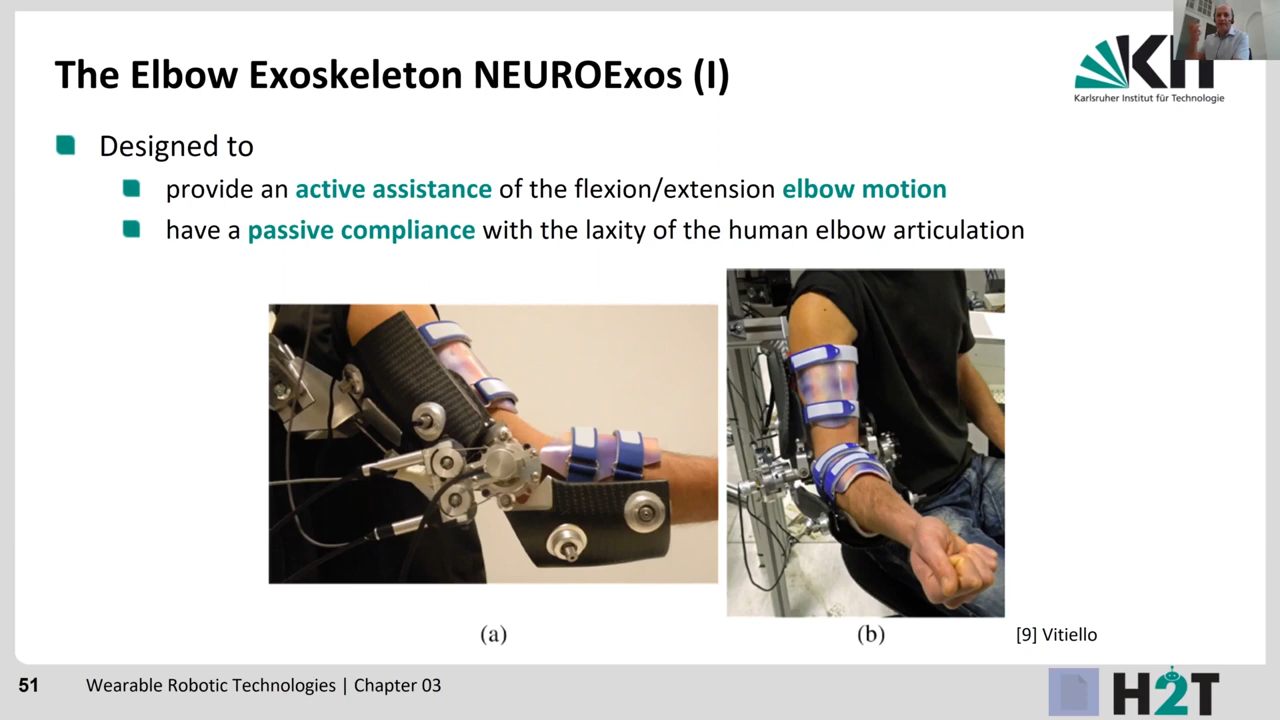 The Elbow Exoskeleton NEUROExos (I)
KIT
Karlsruher Institut für Technologie
Designed to
provide an active assistance of the flexion/extension elbow motion
have a passive compliance with the laxity of the human elbow articulation
(a)
(b)
[9] Vitiello
51
Wearable Robotic Technologies | Chapter 03
H2T